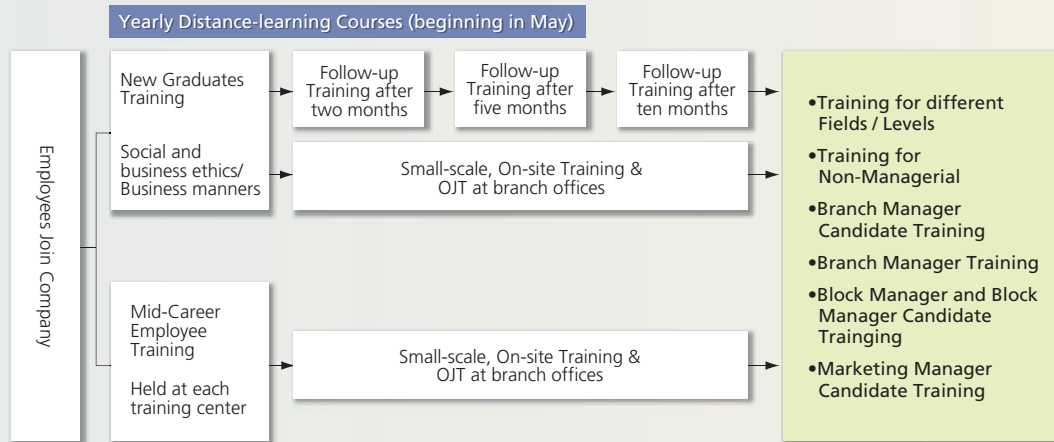 Yearly Distance-learning Courses (beginning in May)
Employees Join Company
New Graduates
Training
Social and
business ethics/
Business manners
Follow-up
Training after
two months
Follow-up
Training after
five months
Follow-up
Training after
ten months
Small-scale, On-site Training &
OJT at branch offices
Mid-Career
Employee
Training
Held at each
training center
Small-scale, On-site Training &
OJT at branch offices
•Training for different
Fields / Levels
•Training for
Non-Managerial
•Branch Manager
Candidate Training
•Branch Manager Training
•Block Manager and Block
Manager Candidate
Trainging
•Marketing Manager
Candidate Training